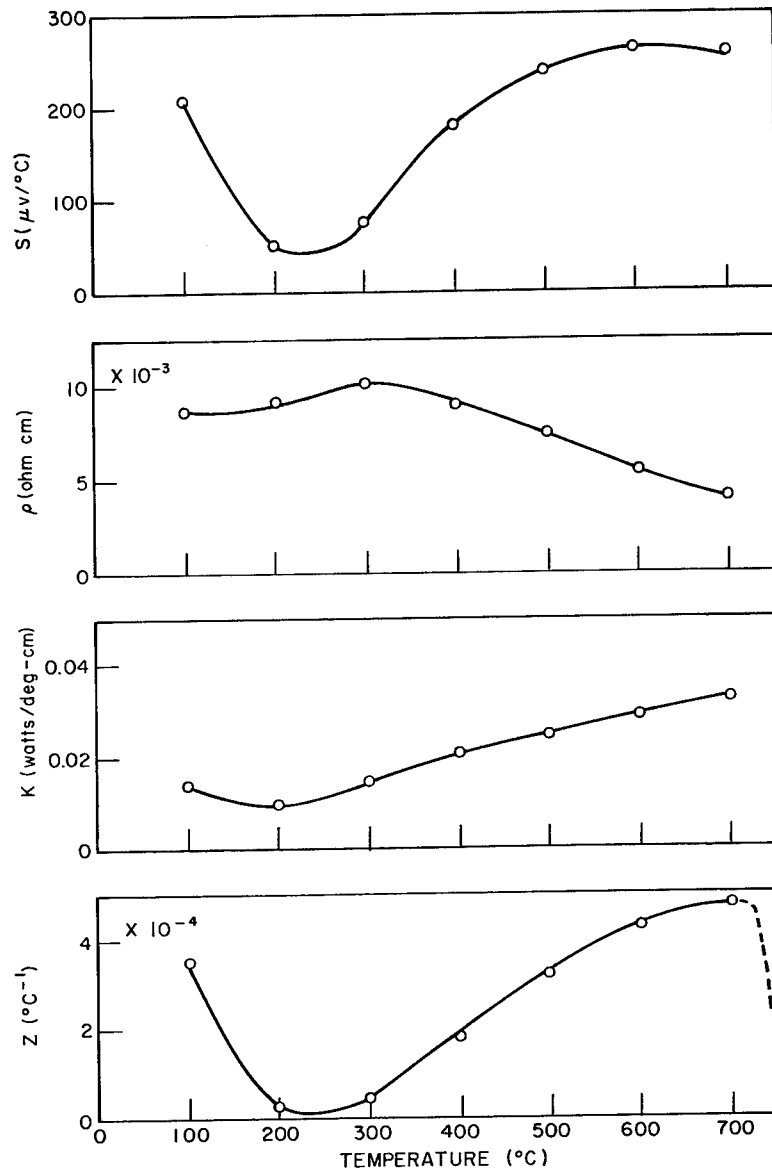 300
200
100
0
S (μv/°C)
X 10⁻³
10
5
0
ρ (ohm cm)
0.04
0.02
0
K (watts/deg-cm)
X 10⁻⁴
4
2
0
Z (°C⁻¹)
0 100 200 300 400 500 600 700
TEMPERATURE (°C)